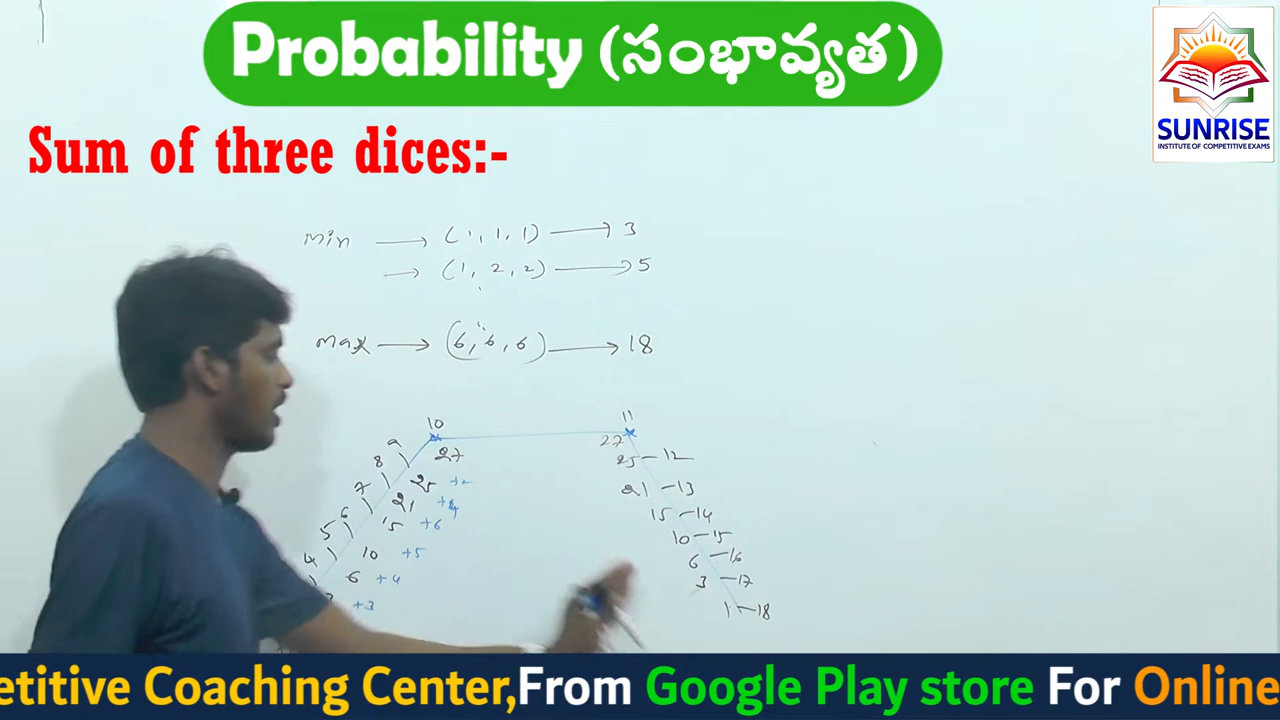 Probability (సంభావ్యత)
SUNRISE
INSTITUTE OF COMPETITIVE EXAMS
Sum of three dices:-
min → (1, 1, 1) → 3
→ (1, 2, 2) → 5
max → (6, 6, 6) → 18
10 11
9 27 27
8 25 +2 25 - 12
7 21 +4 21 - 13
6 15 +6 15 - 14
5 10 +5 10 - 15
4 6 +4 6 - 16
+3 3 - 17
1 - 18
etitive Coaching Center,From Google Play store For Online